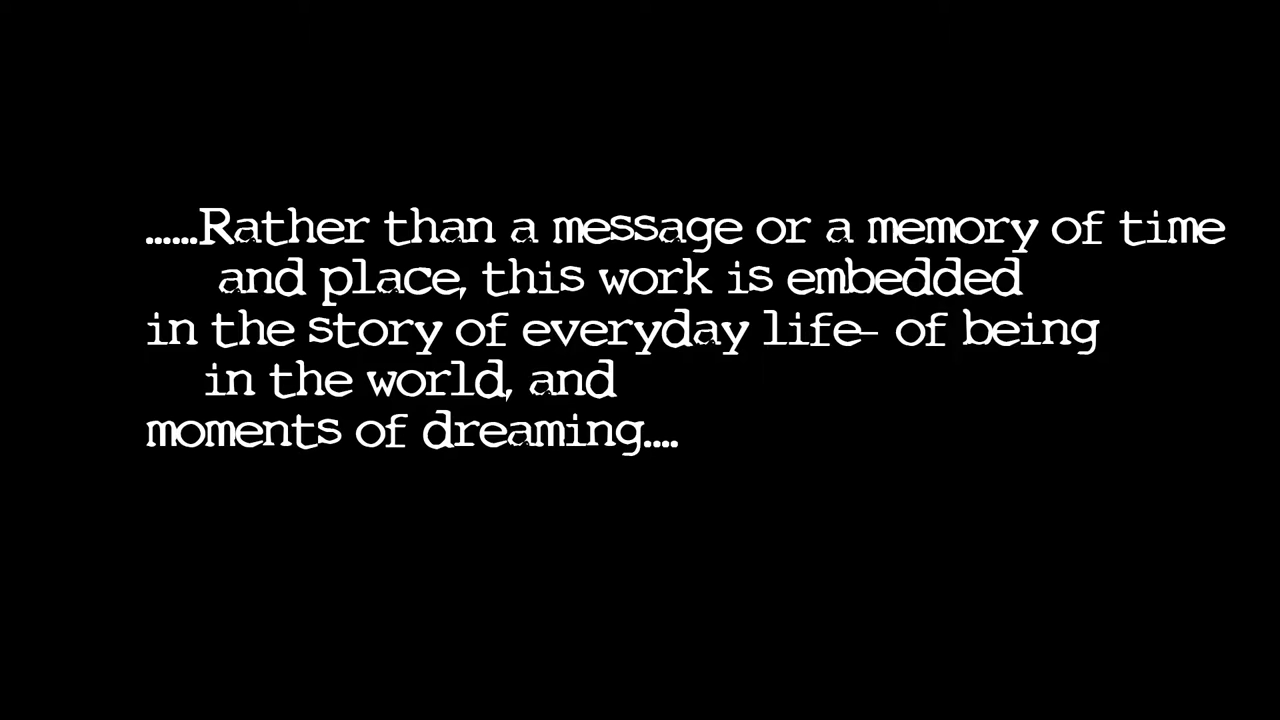 ......Rather than a message or a memory of time
and place, this work is embedded
in the story of everyday life- of being
in the world, and
moments of dreaming....